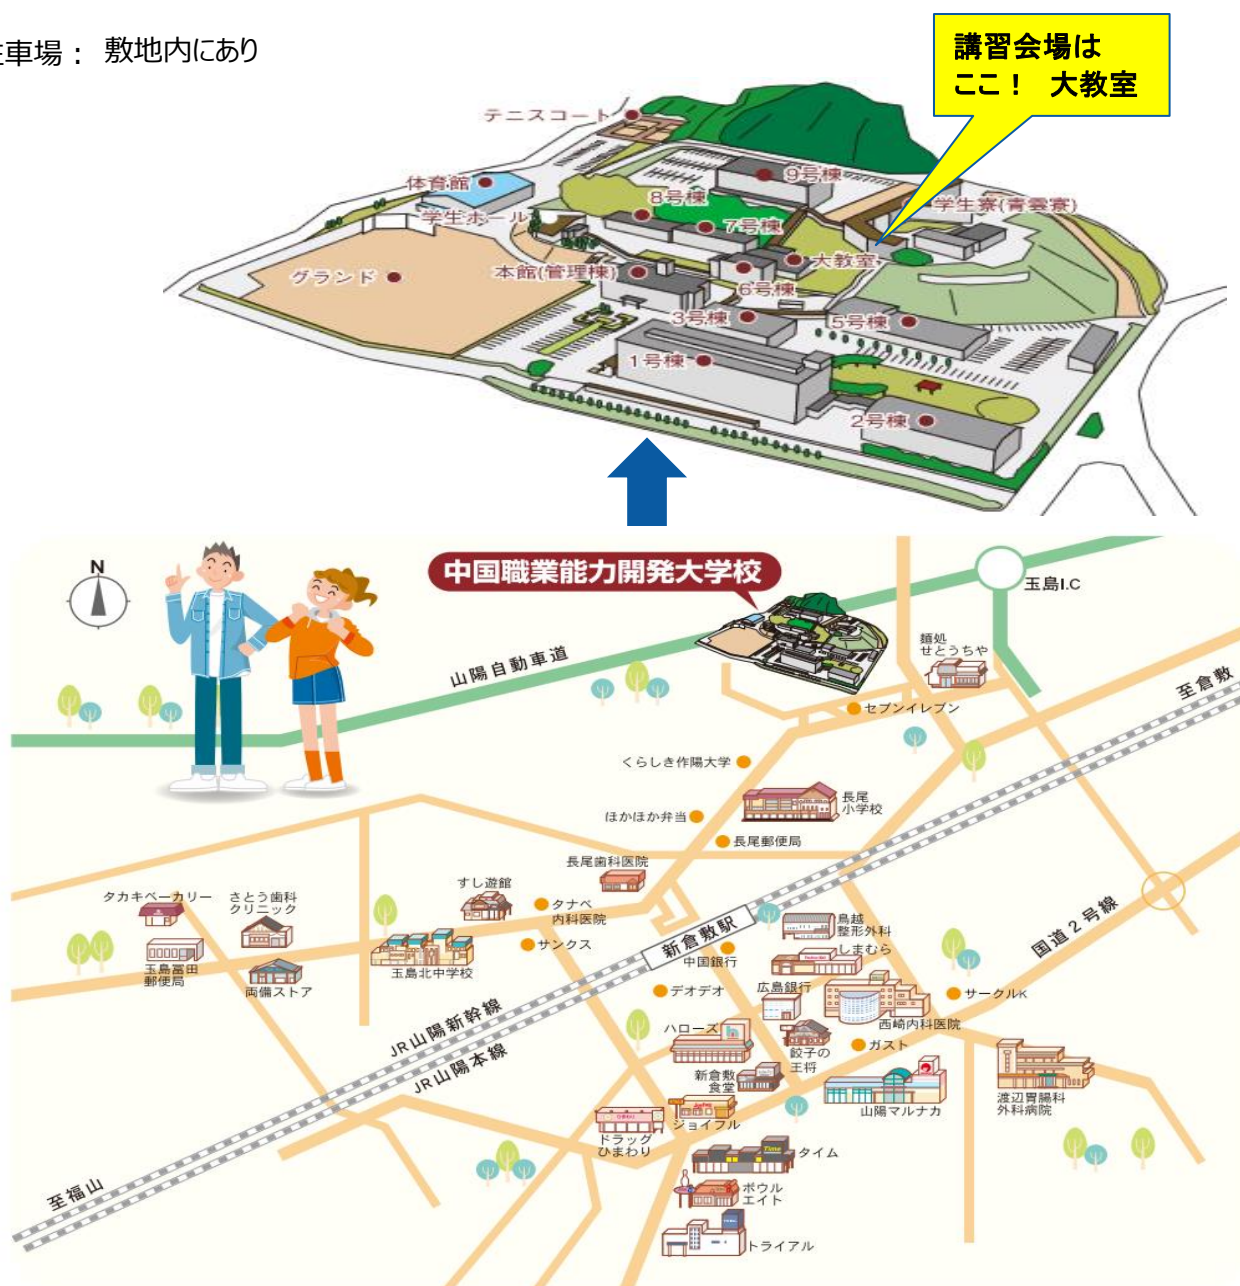 車場： 敷地内にあり
講習会場は
ここ！ 大教室
テニスコート
体育館
学生ホール
8号棟
9号棟
7号棟
学生寮(青雲寮)
グランド
本館(管理棟)
大教室
6号棟
3号棟
5号棟
1号棟
2号棟
N
中国職業能力開発大学校
玉島I.C
山陽自動車道
麺処
せとうちや
至倉敷
セブンイレブン
くらしき作陽大学
長尾
小学校
ほかほか弁当
長尾郵便局
長尾歯科医院
タカキベーカリー
さとう歯科
クリニック
すし遊館
タナベ
内科医院
サンクス
玉島北中学校
玉島冨田
郵便局
両備ストア
新倉敷駅
中国銀行
鳥越
整形外科
しまむら
国道2号線
デオデオ
広島銀行
サークルK
西崎内科医院
JR山陽新幹線
JR山陽本線
ハローズ
餃子の
王将
ガスト
新倉敷
食堂
山陽マルナカ
渡辺胃腸科
外科病院
ジョイフル
ドラッグ
ひまわり
Time
タイム
ボウル
エイト
至福山
トライアル